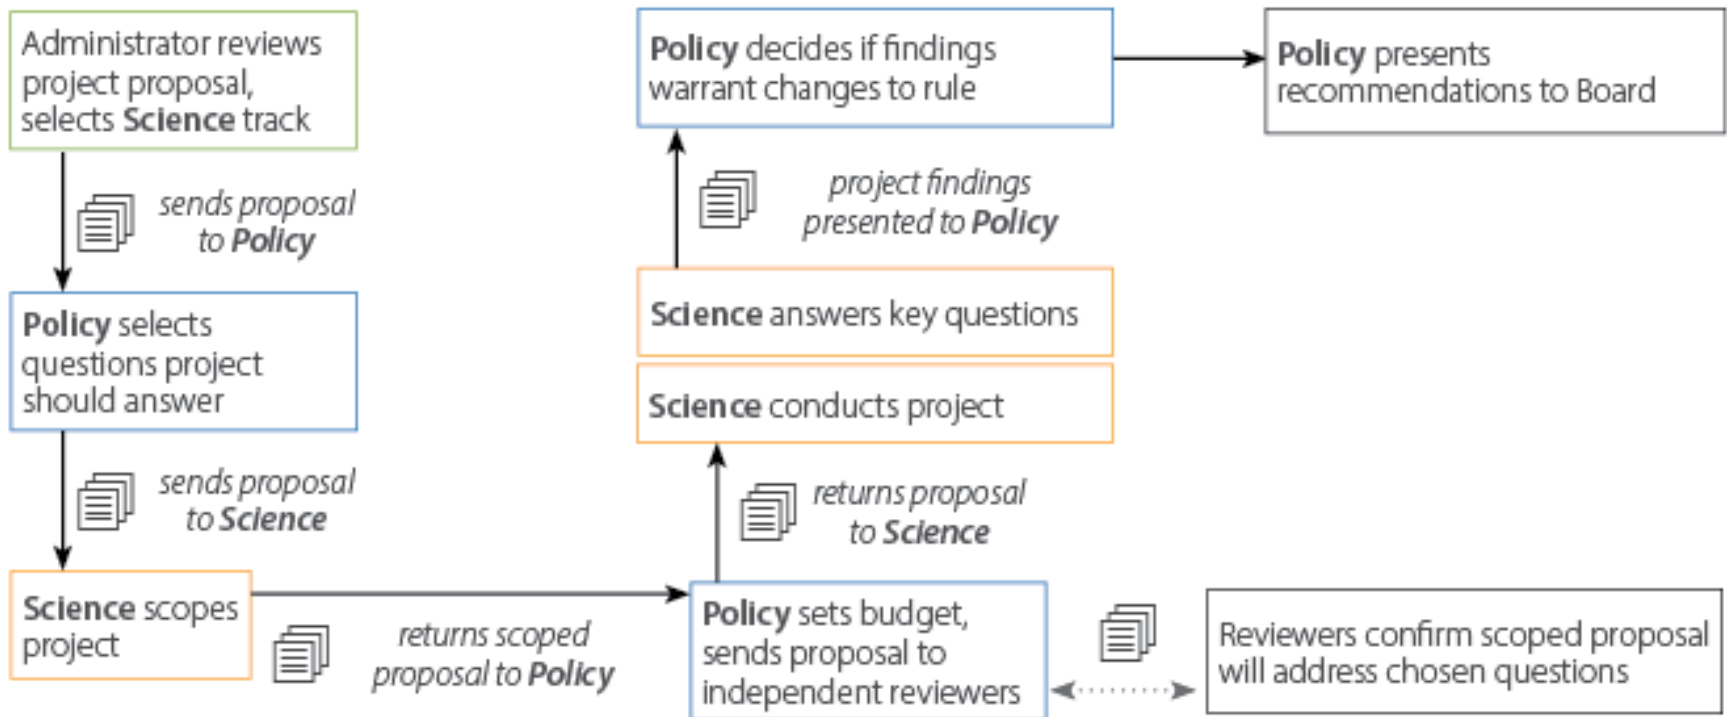 Administrator reviews
project proposal,
selects Science track
sends proposal
to Policy
Policy selects
questions project
should answer
sends proposal
to Science
Science scopes
project
returns scoped
proposal to Policy
Policy sets budget,
sends proposal to
independent reviewers
Reviewers confirm scoped proposal
will address chosen questions
returns proposal
to Science
Science conducts project
Science answers key questions
project findings
presented to Policy
Policy decides if findings
warrant changes to rule
Policy presents
recommendations to Board